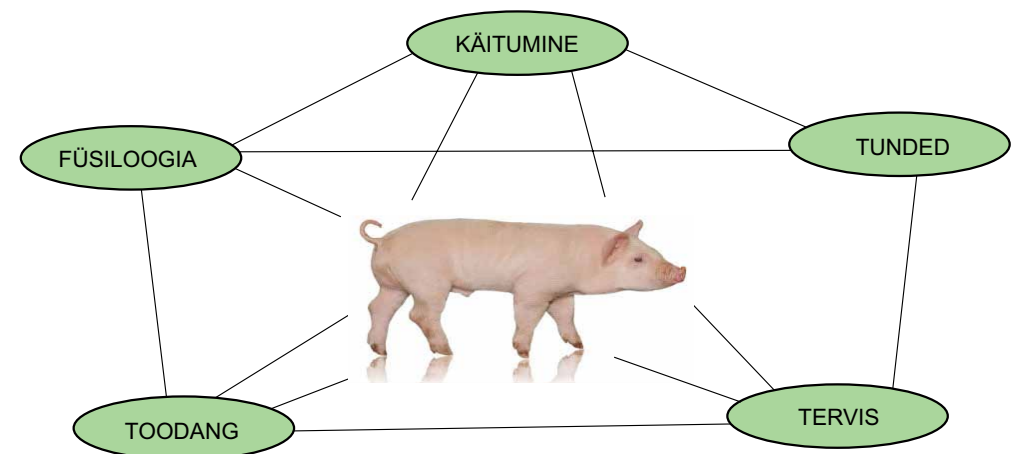 KÄITUMINE
FÜSILOOGIA
TUNDED
TOODANG
TERVIS